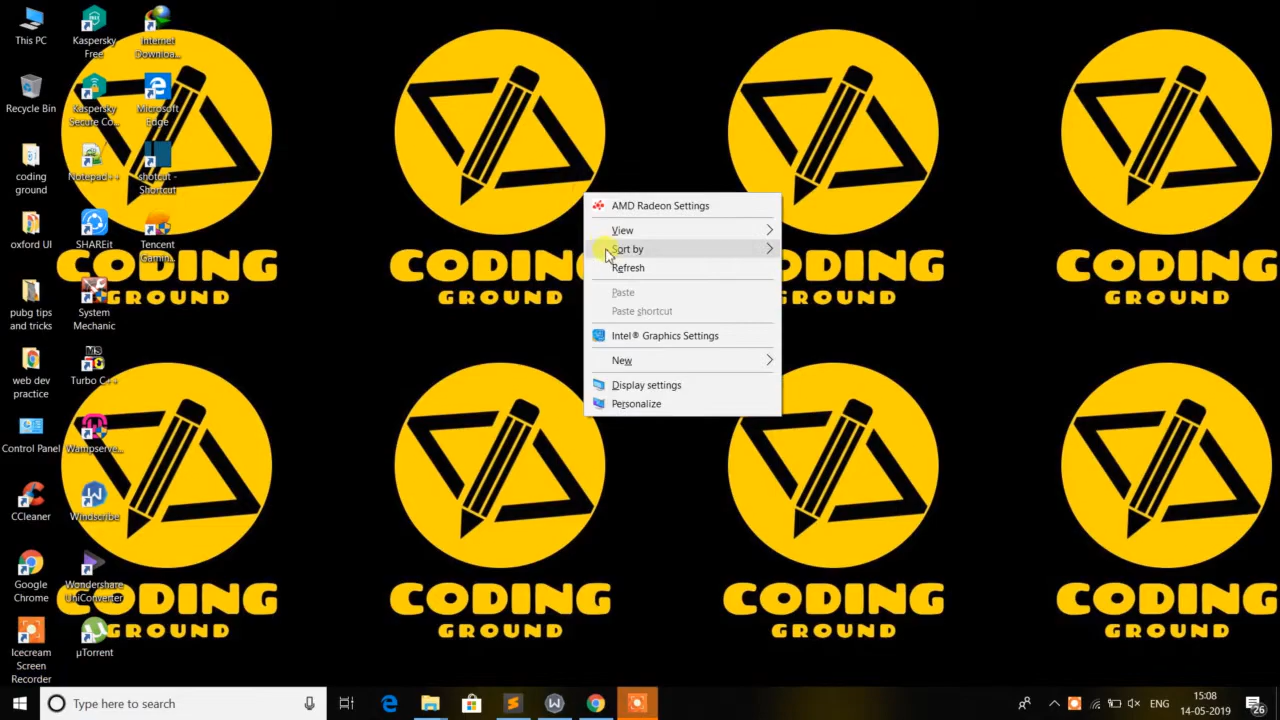 This PC
Kaspersky
Free
Internet
Downloa...
Recycle Bin
Kaspersky
Secure Co...
Microsoft
Edge
coding
ground
Notepad++
shotcut -
Shortcut
oxford UI
SHAREit
Tencent
Gamin...
pubg tips
and tricks
System
Mechanic
web dev
practice
Turbo C++
Control Panel
Wampserve...
CCleaner
Windscribe
Google
Chrome
Wondershare
UniConverter
Icecream
Screen
Recorder
µTorrent
CODING
GROUND
CODING
GROUND
CODING
GROUND
CODING
GROUND
CODING
GROUND
CODING
GROUND
CODING
GROUND
CODING
GROUND
AMD Radeon Settings
View
Sort by
Refresh
Paste
Paste shortcut
Intel® Graphics Settings
New
Display settings
Personalize
Type here to search
ENG
15:08
14-05-2019
26